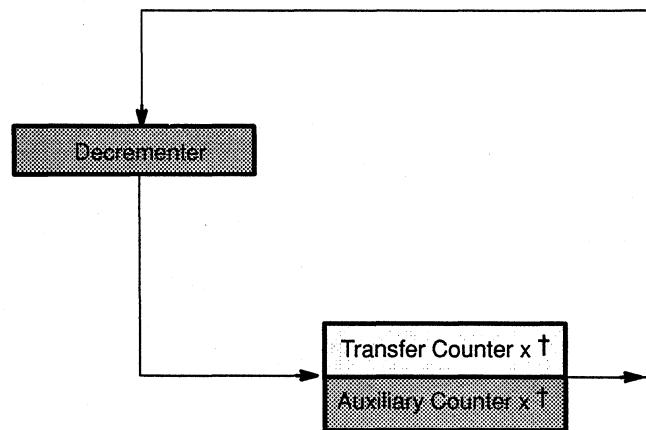 Decrementer
Transfer Counter x †
Auxiliary Counter x †